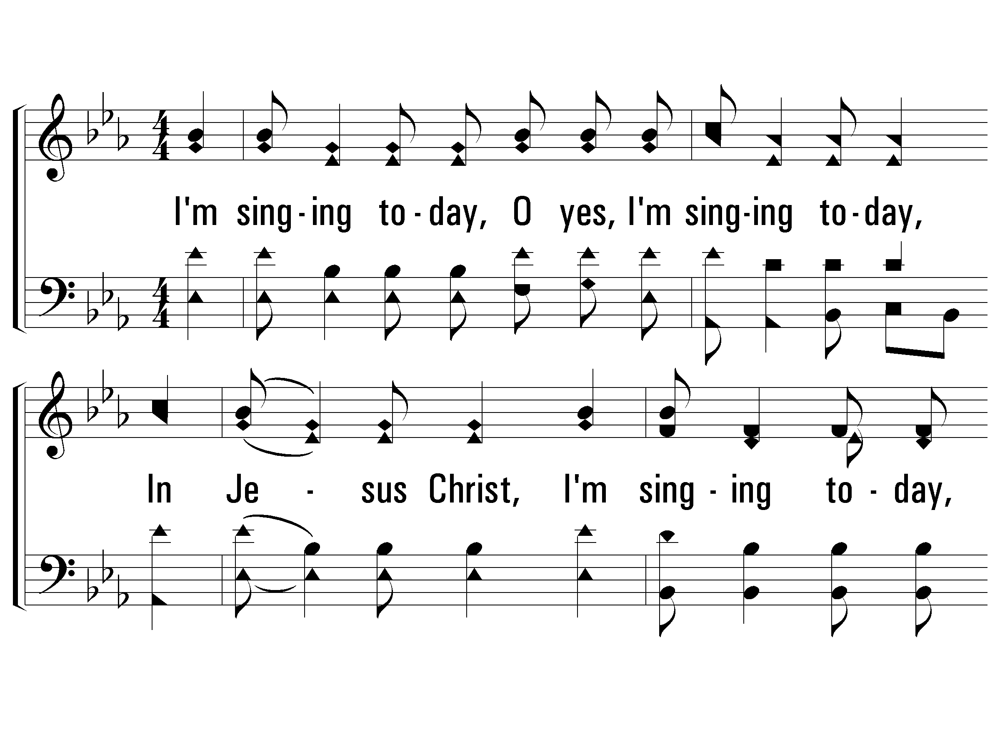 I'm sing-ing to-day, O yes, I'm sing-ing to-day,
In Je - sus Christ, I'm sing - ing to - day,